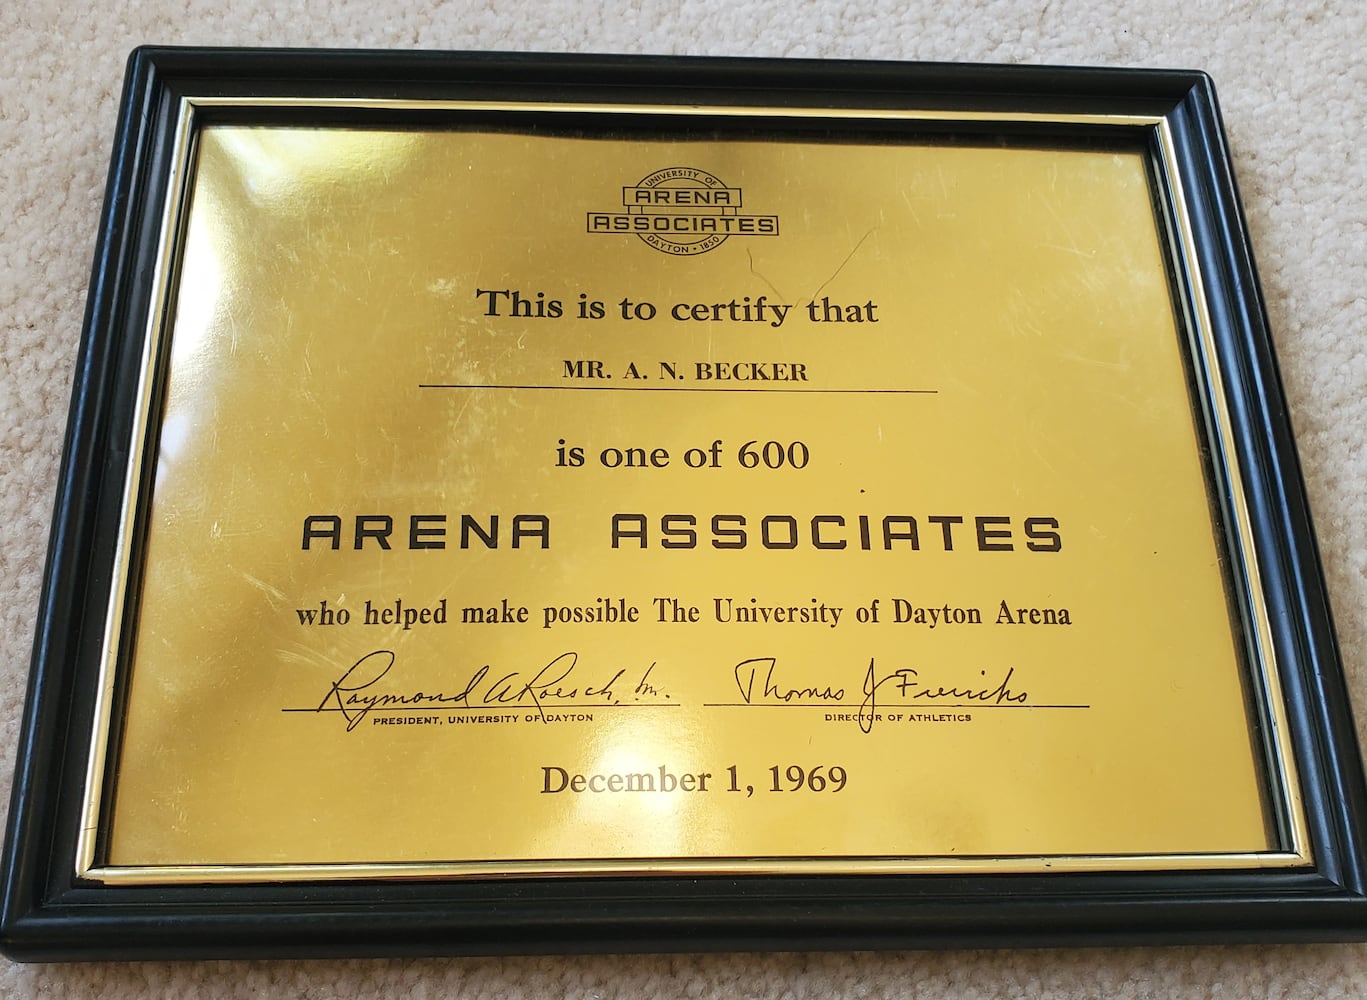 UNIVERSITY OF
ARENA
ASSOCIATES
DAYTON • 1850
This is to certify that
MR. A. N. BECKER
is one of 600
ARENA ASSOCIATES
who helped make possible The University of Dayton Arena
Raymond A Roesch, s.m. Thomas J Frericks
PRESIDENT, UNIVERSITY OF DAYTON DIRECTOR OF ATHLETICS
December 1, 1969